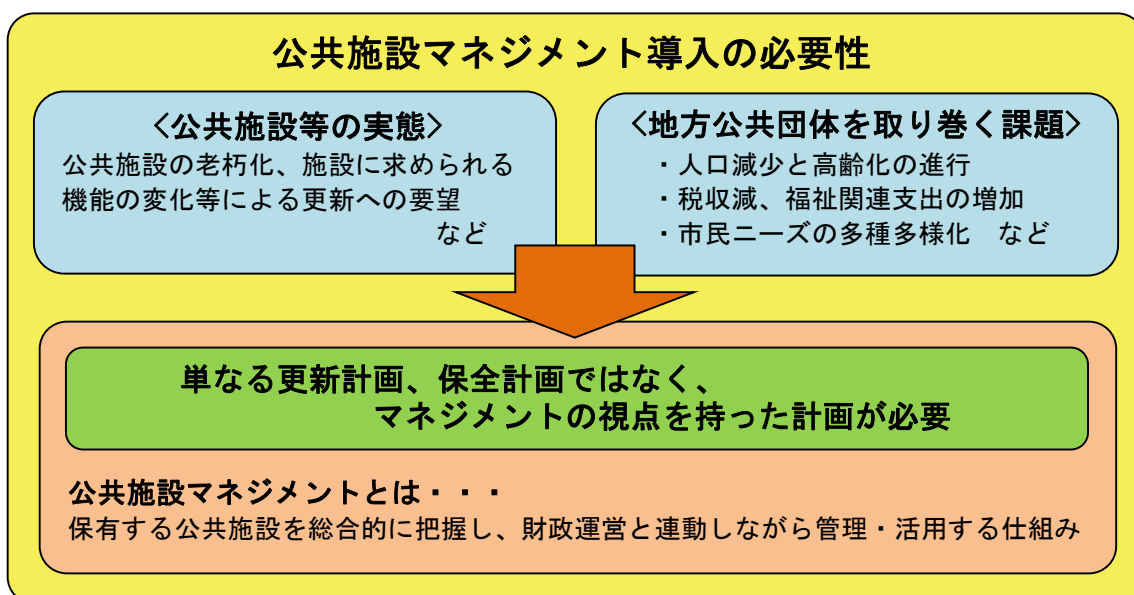 公共施設マネジメント導入の必要性
<公共施設等の実態>
公共施設の老朽化、施設に求められる
機能の変化等による更新への要望
など
<地方公共団体を取り巻く課題>
・人口減少と高齢化の進行
・税収減、福祉関連支出の増加
・市民ニーズの多種多様化　など
単なる更新計画、保全計画ではなく、
マネジメントの視点を持った計画が必要
公共施設マネジメントとは・・・
保有する公共施設を総合的に把握し、財政運営と連動しながら管理・活用する仕組み